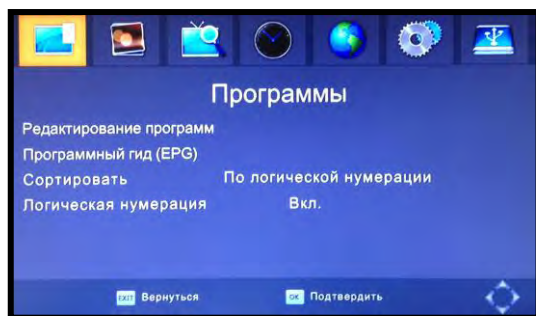 Программы
Редактирование программ
Программный гид (EPG)
Сортировать По логической нумерации
Логическая нумерация Вкл.
EXIT Вернуться OK Подтвердить